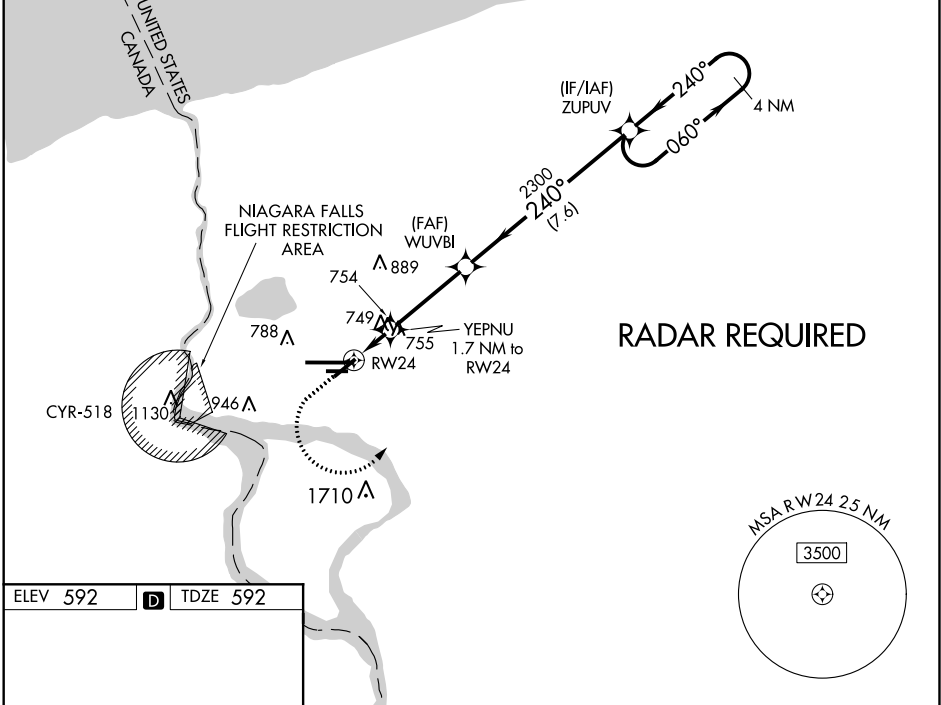 UNITED STATES
CANADA
(IF/IAF)
ZUPUV
240°
4 NM
060°
2300
240°
(7.6)
NIAGARA FALLS
FLIGHT RESTRICTION
AREA
(FAF)
WUVBI
889
754
749
788
755
YEPNU
1.7 NM to
RW24
RADAR REQUIRED
RW24
CYR-518
1130
946
1710
MSA RW24 25 NM
3500
ELEV 592
D
TDZE 592